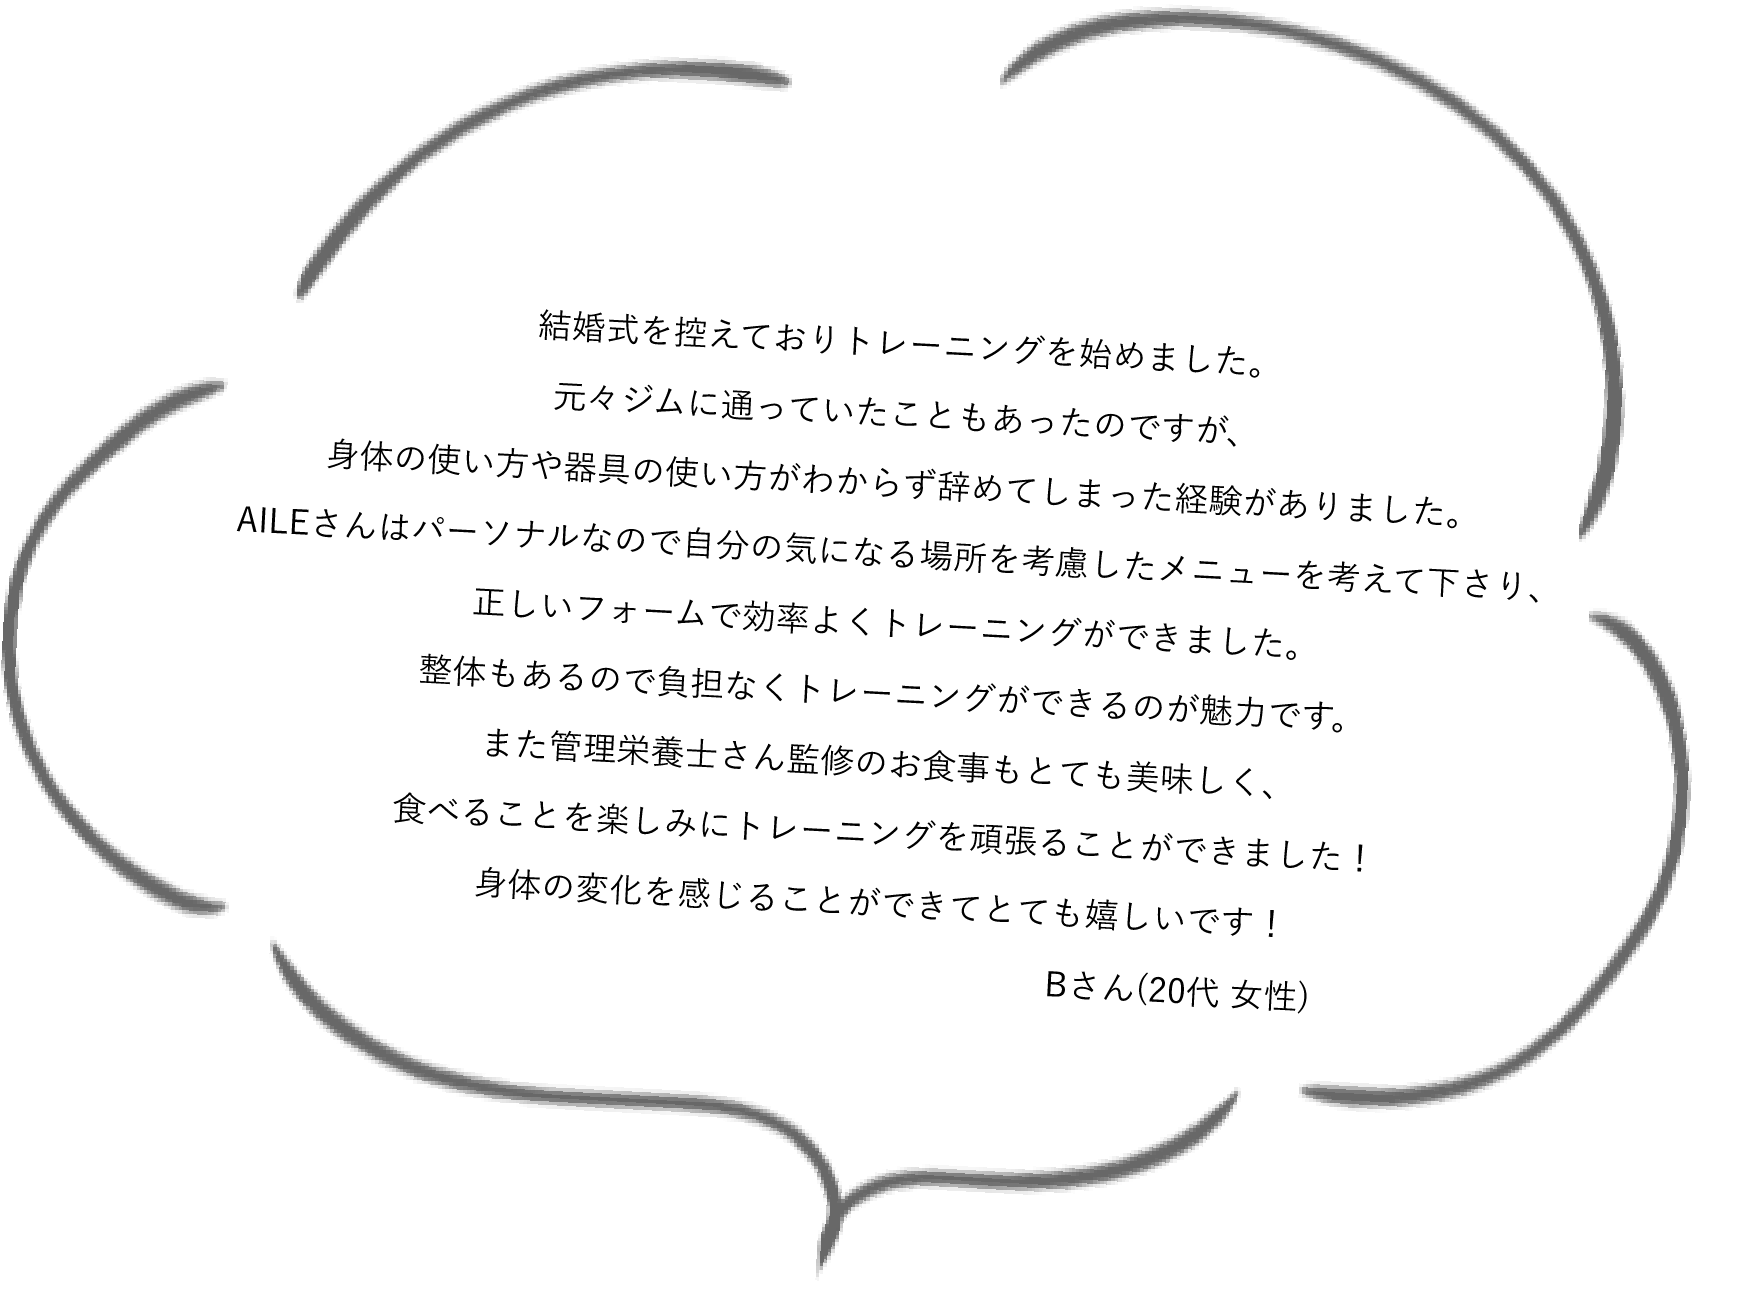 結婚式を控えておりトレーニングを始めました。
元々ジムに通っていたこともあったのですが、
身体の使い方や器具の使い方がわからず辞めてしまった経験がありました。
AILEさんはパーソナルなので自分の気になる場所を考慮したメニューを考えて下さり、
正しいフォームで効率よくトレーニングができました。
整体もあるので負担なくトレーニングができるのが魅力です。
また管理栄養士さん監修のお食事もとても美味しく、
食べることを楽しみにトレーニングを頑張ることができました！
身体の変化を感じることができてとても嬉しいです！
Bさん(20代 女性)